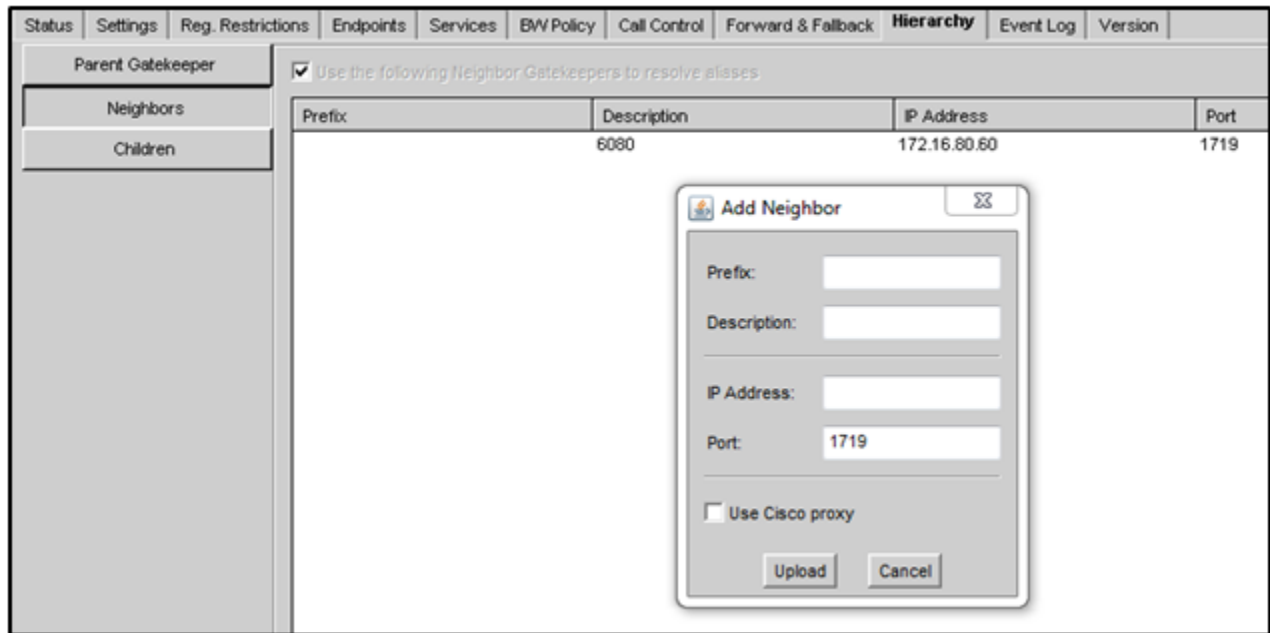 Status Settings Reg. Restrictions Endpoints Services BW Policy Call Control Forward & Fallback Hierarchy Event Log Version
Parent Gatekeeper
Use the following Neighbor Gatekeepers to resolve aliases
Neighbors
Children
Prefix Description IP Address Port
6080 172.16.80.60 1719
Add Neighbor
Prefix:
Description:
IP Address:
Port: 1719
Use Cisco proxy
Upload Cancel